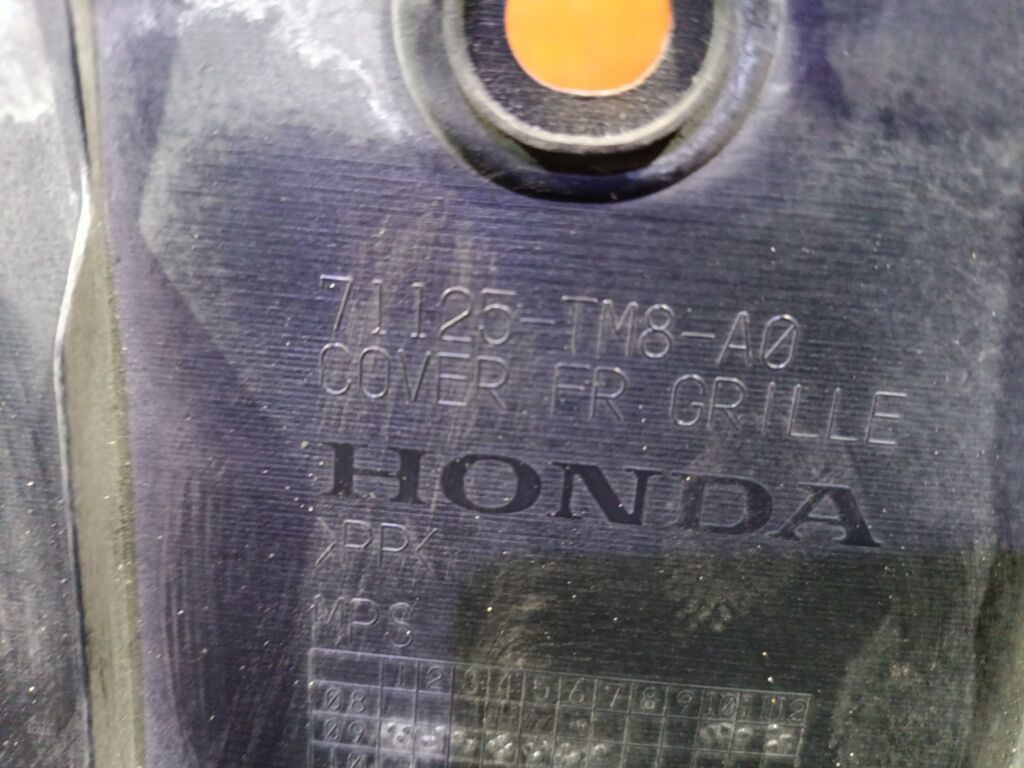 71125-TM8-A0
COVER FR GRILLE
HONDA
>PP<
MPS
1 2 3 4 5 6 7 8 9 10 11 12
08
09
10